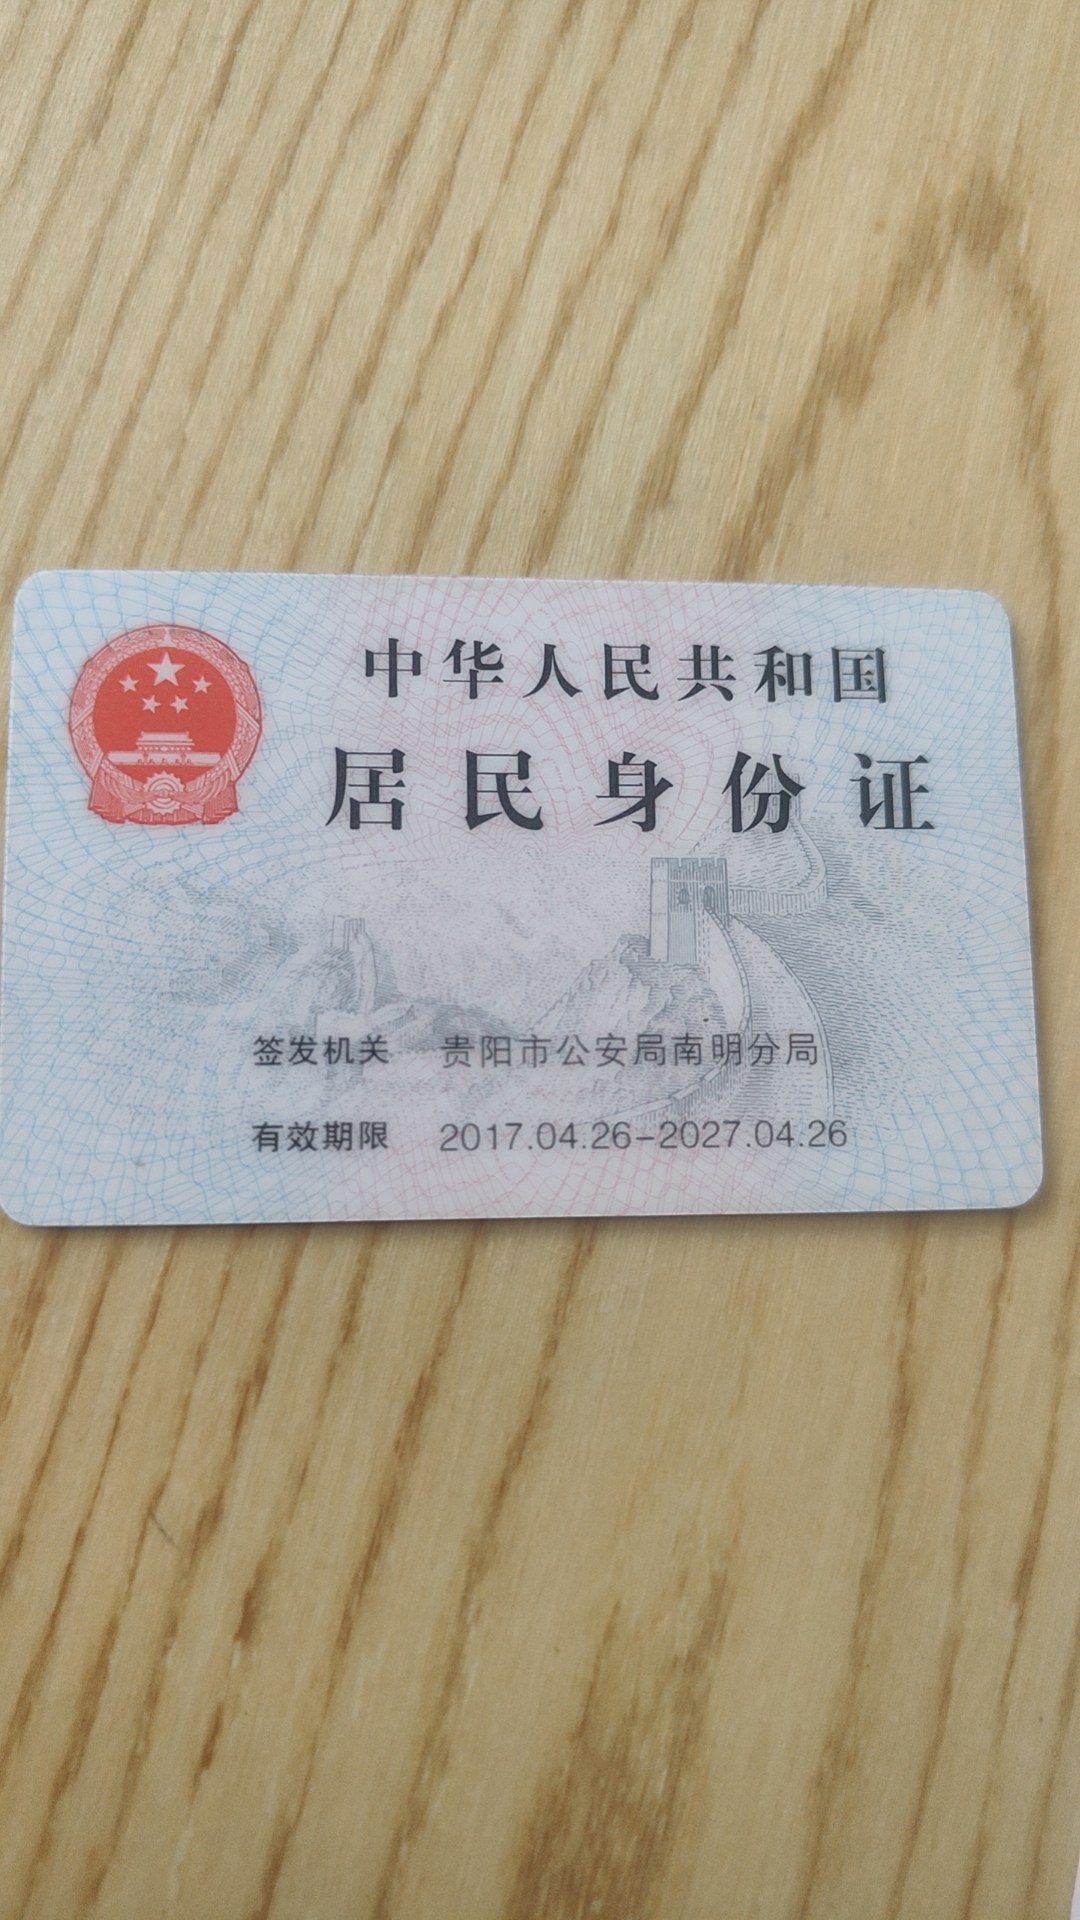 中华人民共和国
居民身份证
签发机关 贵阳市公安局南明分局
有效期限 2017.04.26-2027.04.26